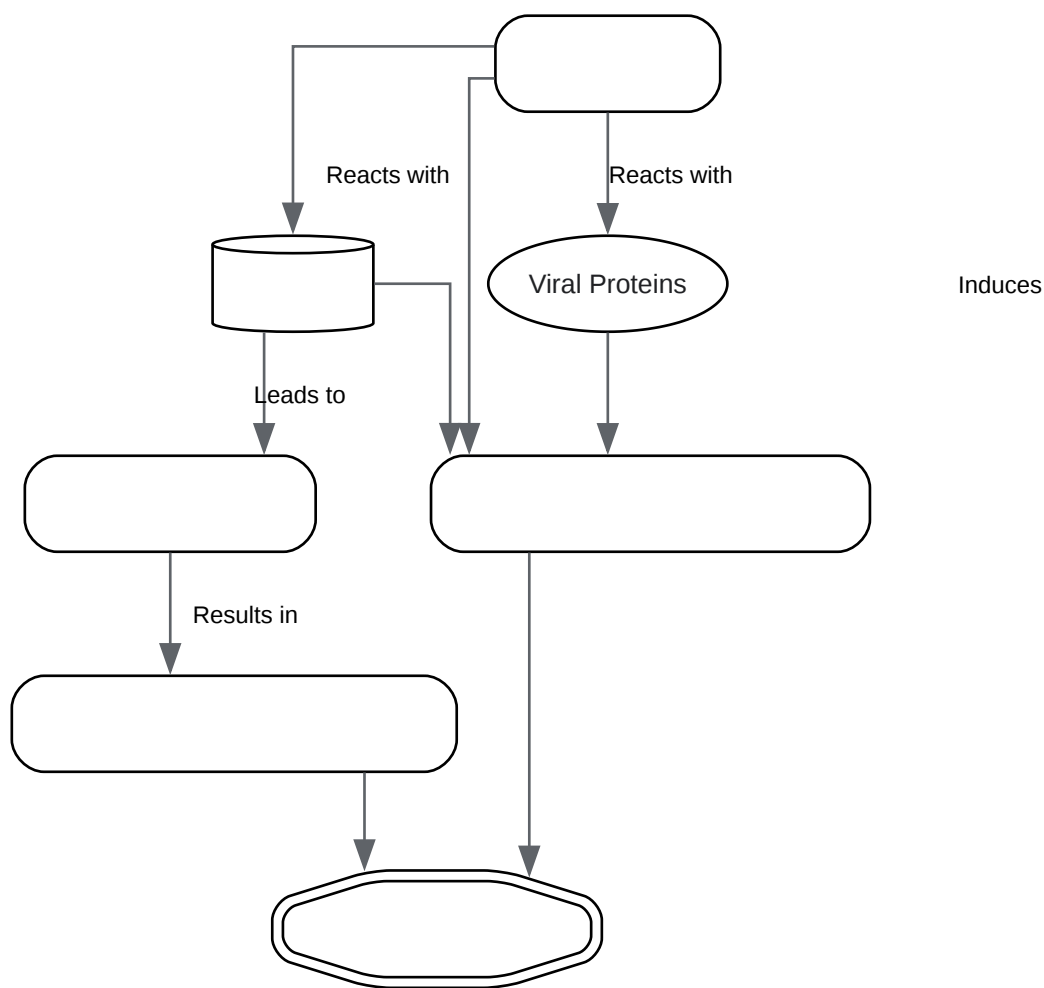 Reacts with
Reacts with
Viral Proteins
Induces
Leads to
Results in